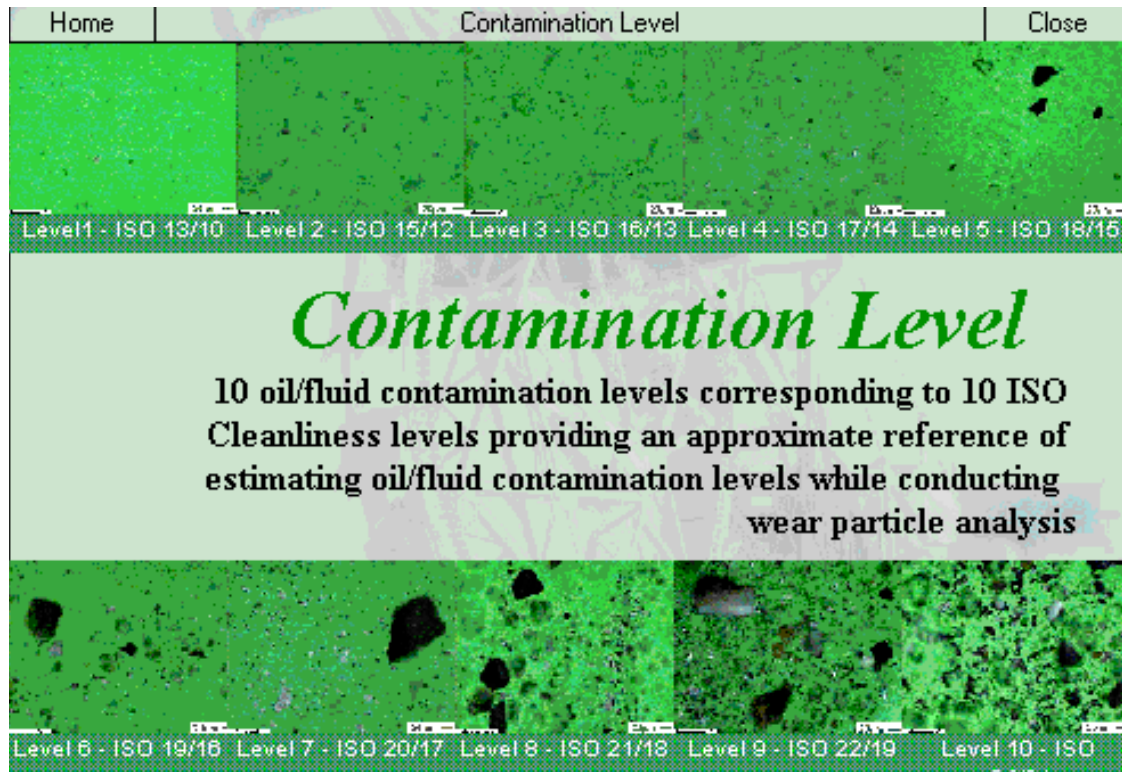 Home Contamination Level Close
Level1 - ISO 13/10 Level 2 - ISO 15/12 Level 3 - ISO 16/13 Level 4 - ISO 17/14 Level 5 - ISO 18/15
Contamination Level
10 oil/fluid contamination levels corresponding to 10 ISO
Cleanliness levels providing an approximate reference of
estimating oil/fluid contamination levels while conducting
wear particle analysis
Level 6 - ISO 19/16 Level 7 - ISO 20/17 Level 8 - ISO 21/18 Level 9 - ISO 22/19 Level 10 - ISO